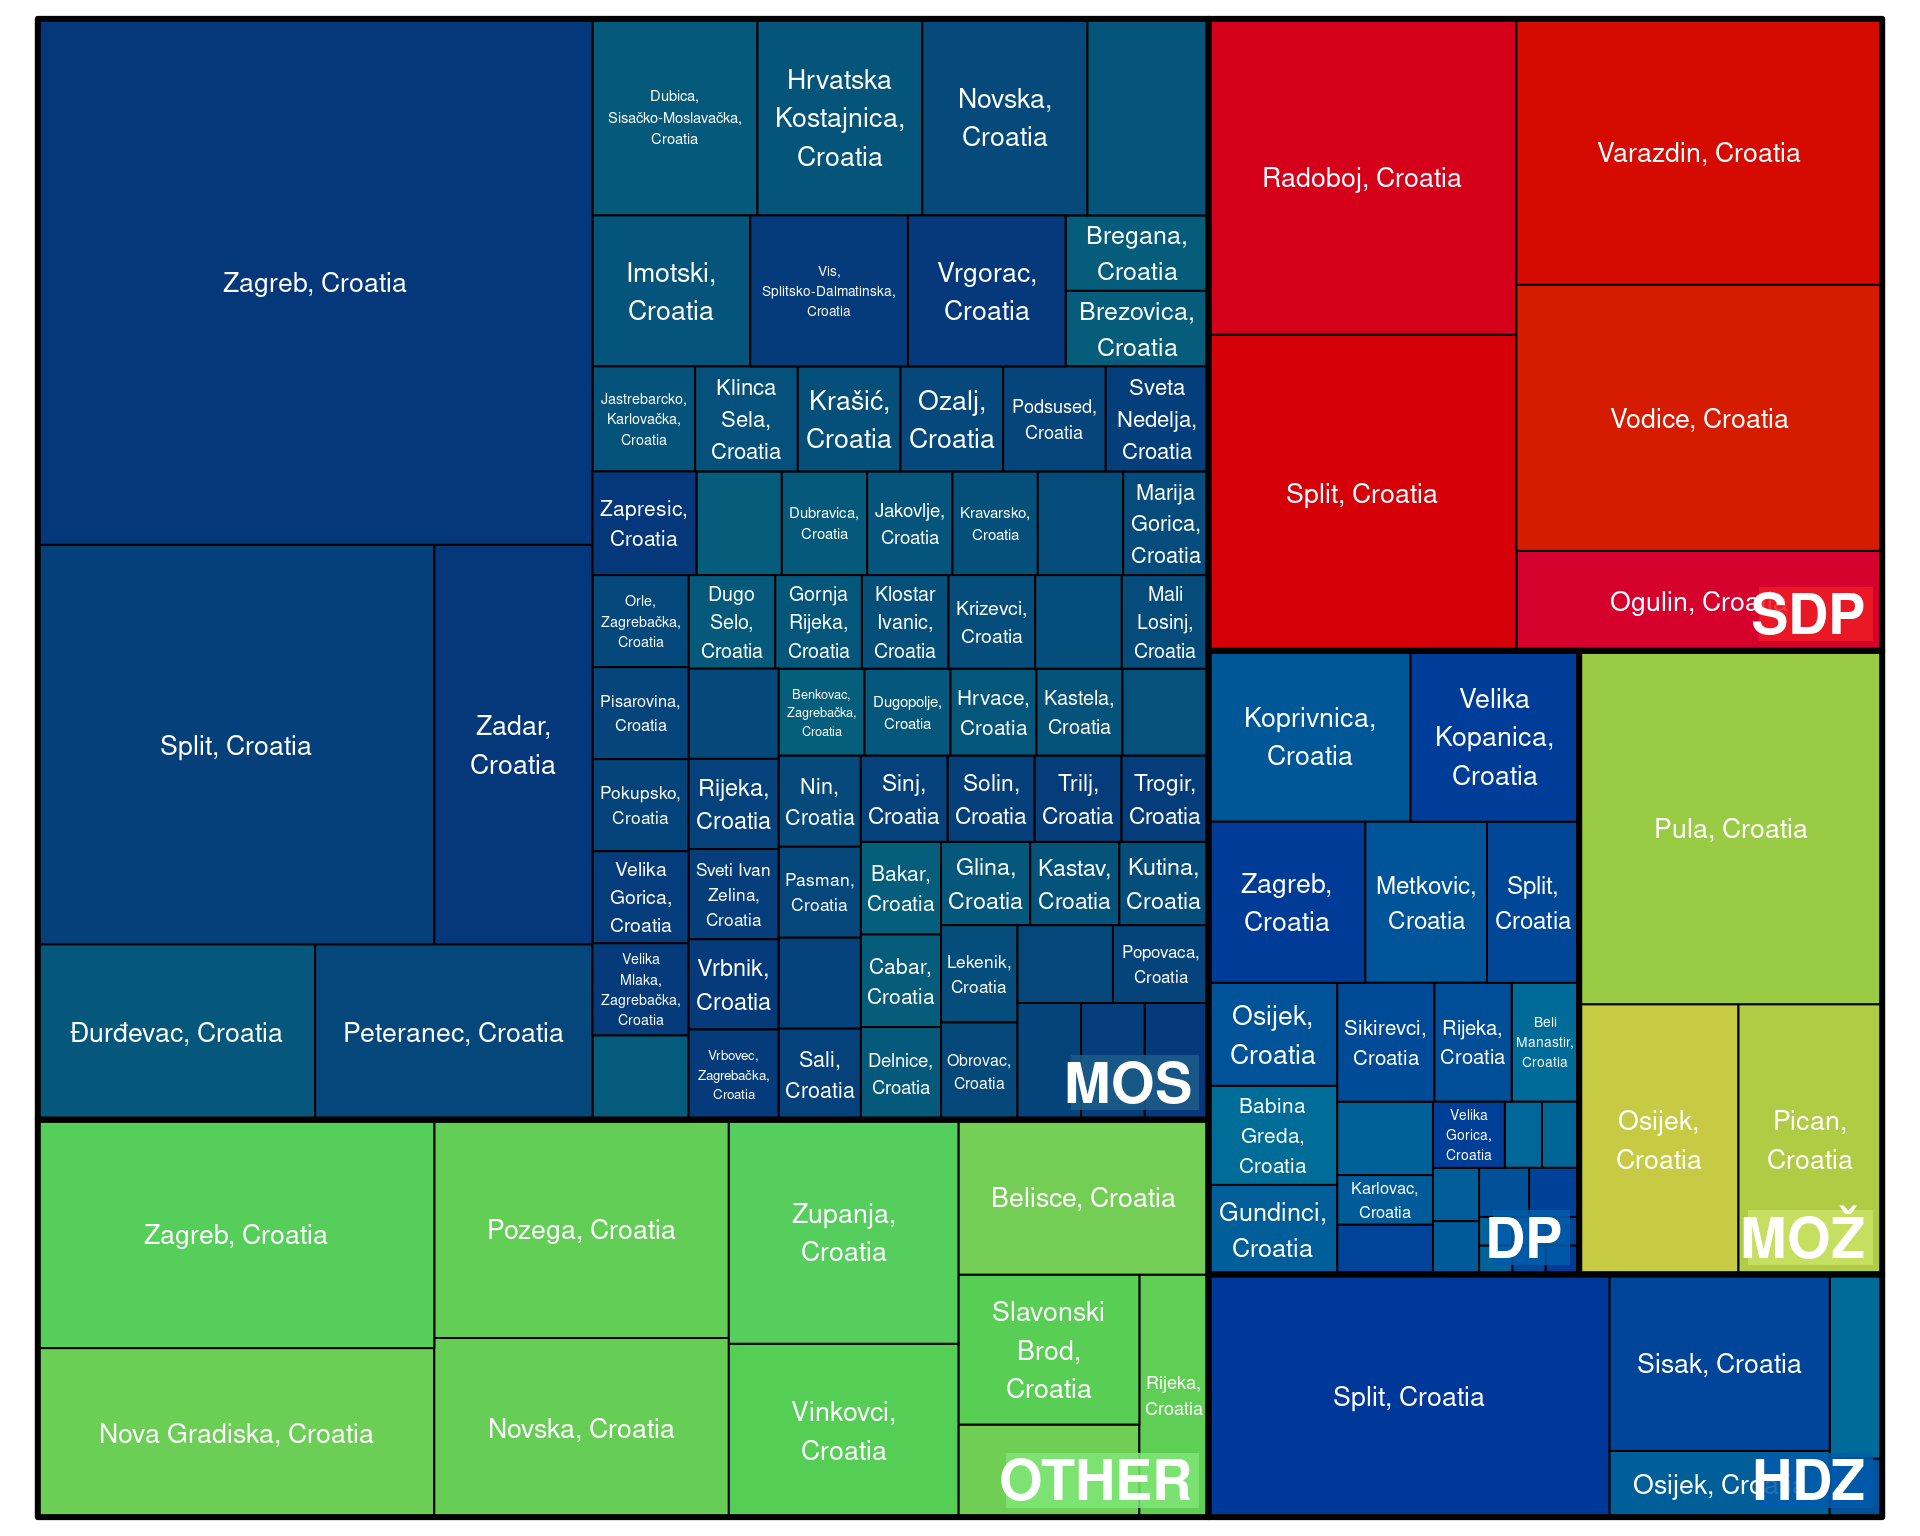 Zagreb, Croatia
Split, Croatia
Zadar,
Croatia
Đurđevac, Croatia
Peteranec, Croatia
Dubica,
Sisačko-Moslavačka,
Croatia
Hrvatska
Kostajnica,
Croatia
Novska,
Croatia
Imotski,
Croatia
Vis,
Splitsko-Dalmatinska,
Croatia
Vrgorac,
Croatia
Bregana,
Croatia
Brezovica,
Croatia
Jastrebarcko,
Karlovačka,
Croatia
Klinca
Sela,
Croatia
Krašić,
Croatia
Ozalj,
Croatia
Podsused,
Croatia
Sveta
Nedelja,
Croatia
Zapresic,
Croatia
Dubravica,
Croatia
Jakovlje,
Croatia
Kravarsko,
Croatia
Marija
Gorica,
Croatia
Orle,
Zagrebačka,
Croatia
Dugo
Selo,
Croatia
Gornja
Rijeka,
Croatia
Klostar
Ivanic,
Croatia
Krizevci,
Croatia
Mali
Losinj,
Croatia
Pisarovina,
Croatia
Benkovac,
Zagrebačka,
Croatia
Dugopolje,
Croatia
Hrvace,
Croatia
Kastela,
Croatia
Pokupsko,
Croatia
Rijeka,
Croatia
Nin,
Croatia
Sinj,
Croatia
Solin,
Croatia
Trilj,
Croatia
Trogir,
Croatia
Velika
Gorica,
Croatia
Sveti Ivan
Zelina,
Croatia
Pasman,
Croatia
Bakar,
Croatia
Glina,
Croatia
Kastav,
Croatia
Kutina,
Croatia
Velika
Mlaka,
Zagrebačka,
Croatia
Vrbnik,
Croatia
Cabar,
Croatia
Lekenik,
Croatia
Popovaca,
Croatia
Vrbovec,
Zagrebačka,
Croatia
Sali,
Croatia
Delnice,
Croatia
Obrovac,
Croatia
MOS
Radoboj, Croatia
Varazdin, Croatia
Split, Croatia
Vodice, Croatia
Ogulin, Croa
SDP
Koprivnica,
Croatia
Velika
Kopanica,
Croatia
Zagreb,
Croatia
Metkovic,
Croatia
Split,
Croatia
Osijek,
Croatia
Sikirevci,
Croatia
Rijeka,
Croatia
Beli
Manastir,
Croatia
Babina
Greda,
Croatia
Velika
Gorica,
Croatia
Karlovac,
Croatia
Gundinci,
Croatia
DP
Pula, Croatia
Osijek,
Croatia
Pican,
Croatia
MOŽ
Zagreb, Croatia
Pozega, Croatia
Zupanja,
Croatia
Belisce, Croatia
Nova Gradiska, Croatia
Novska, Croatia
Vinkovci,
Croatia
Slavonski
Brod,
Croatia
Rijeka,
Croatia
OTHER
Split, Croatia
Sisak, Croatia
Osijek, Cro
HDZ